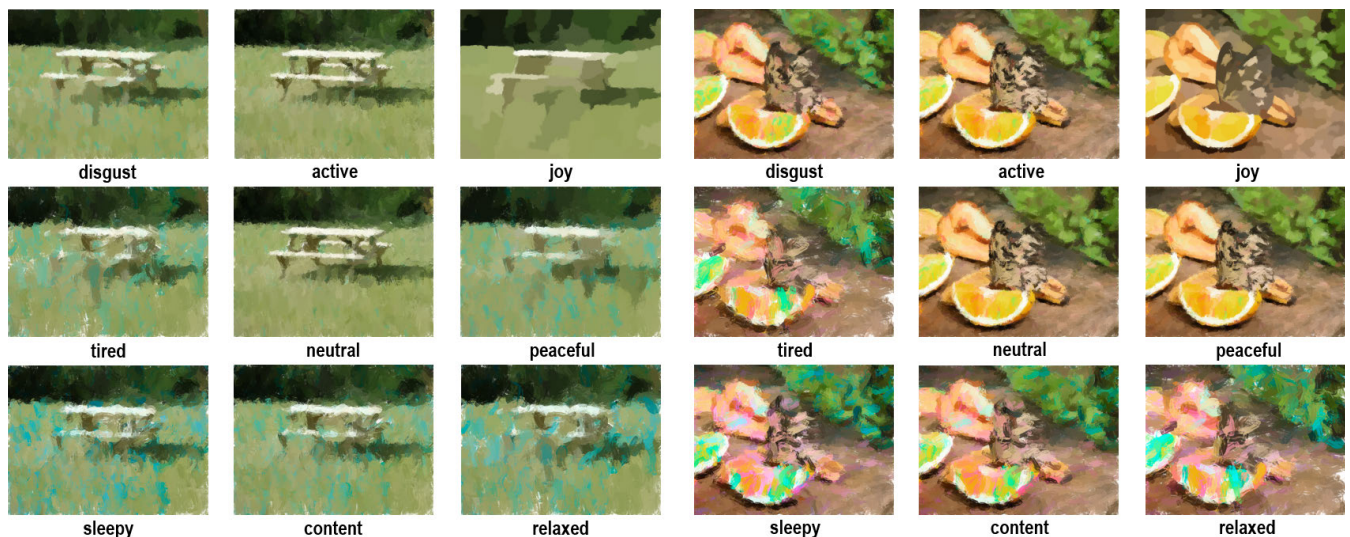 disgust active joy disgust active joy
tired neutral peaceful tired neutral peaceful
sleepy content relaxed sleepy content relaxed